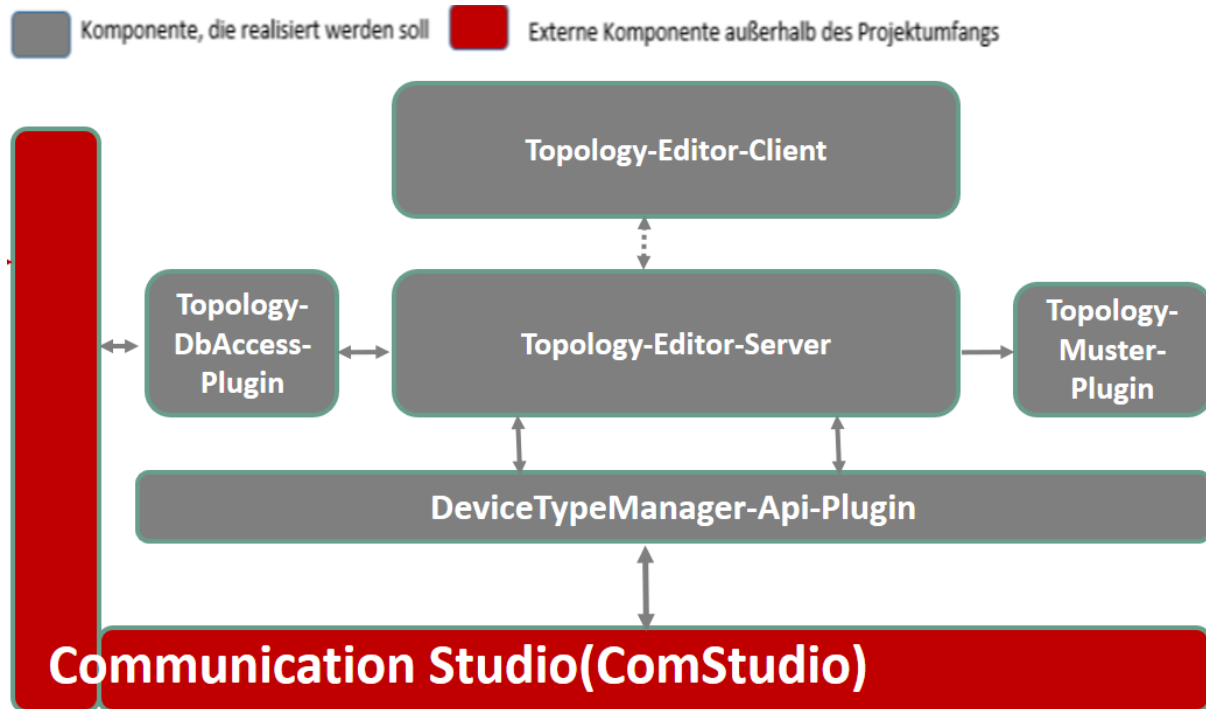 Komponente, die realisiert werden soll
Externe Komponente außerhalb des Projektumfangs
Topology-Editor-Client
Topology-
DbAccess-
Plugin
Topology-Editor-Server
Topology-
Muster-
Plugin
DeviceTypeManager-Api-Plugin
Communication Studio(ComStudio)